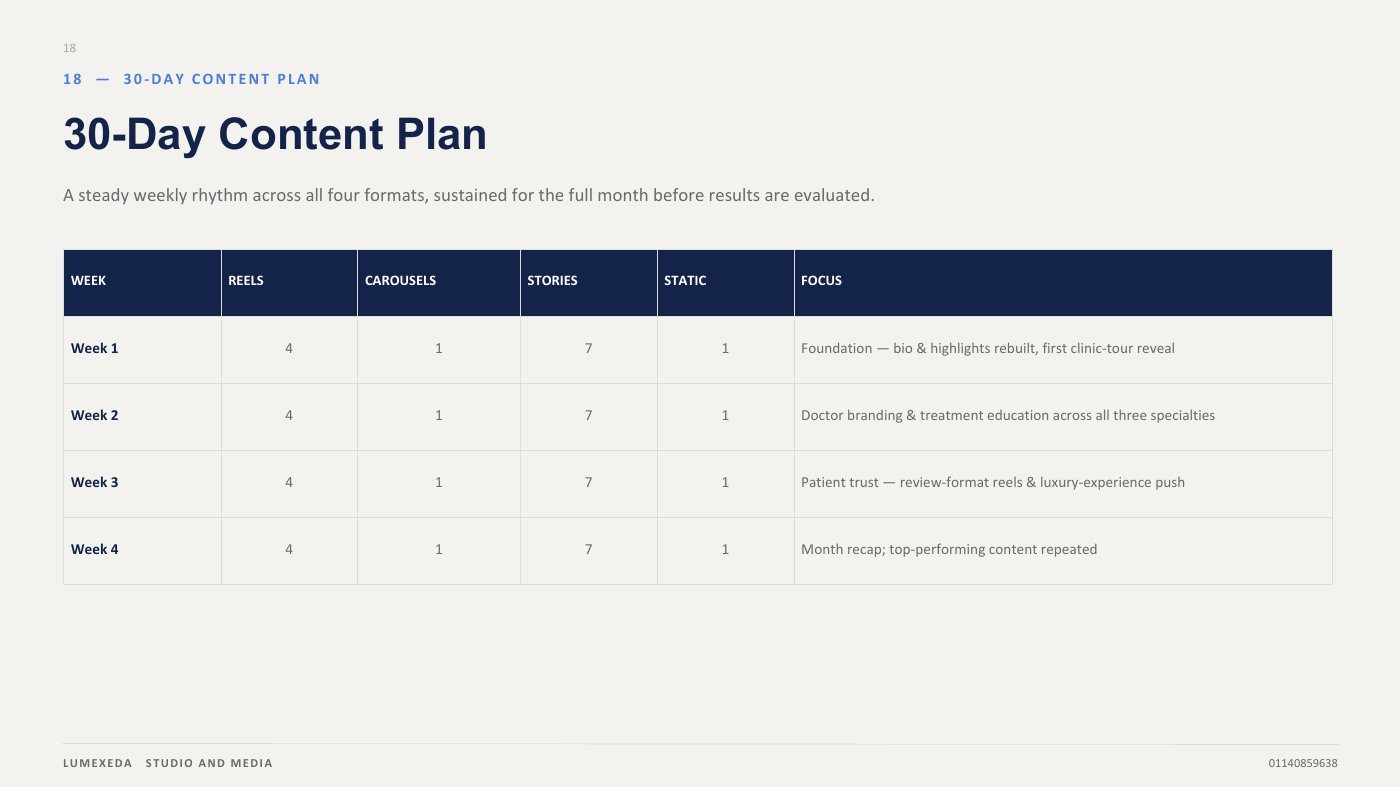 18
18 — 30-DAY CONTENT PLAN
30-Day Content Plan
A steady weekly rhythm across all four formats, sustained for the full month before results are evaluated.
WEEK REELS CAROUSELS STORIES STATIC FOCUS
Week 1 4 1 7 1 Foundation — bio & highlights rebuilt, first clinic-tour reveal
Week 2 4 1 7 1 Doctor branding & treatment education across all three specialties
Week 3 4 1 7 1 Patient trust — review-format reels & luxury-experience push
Week 4 4 1 7 1 Month recap; top-performing content repeated
LUMEXEDA STUDIO AND MEDIA 01140859638